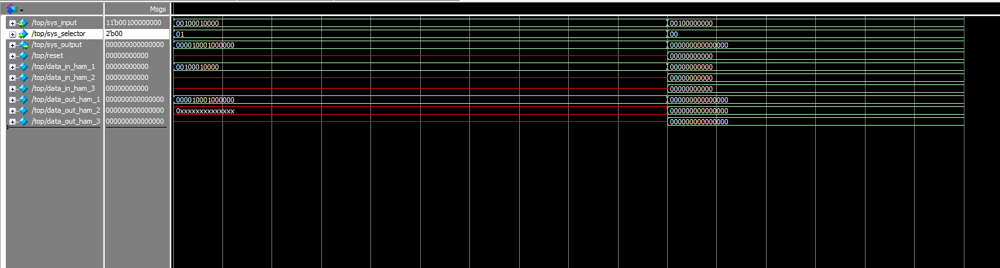 Msgs
/top/sys_input 11'b00100000000 00100010000 00100000000
/top/sys_selector 2'b00 01 00
/top/sys_output 000000000000000 000010001000000 000000000000000
/top/reset 00000000000 00000000000
/top/data_in_ham_1 00000000000 00100010000 00000000000
/top/data_in_ham_2 00000000000 00000000000
/top/data_in_ham_3 00000000000 00000000000
/top/data_out_ham_1 000000000000000 000010001000000 000000000000000
/top/data_out_ham_2 000000000000000 0xxxxxxxxxxxxxx 000000000000000
/top/data_out_ham_3 000000000000000 000000000000000